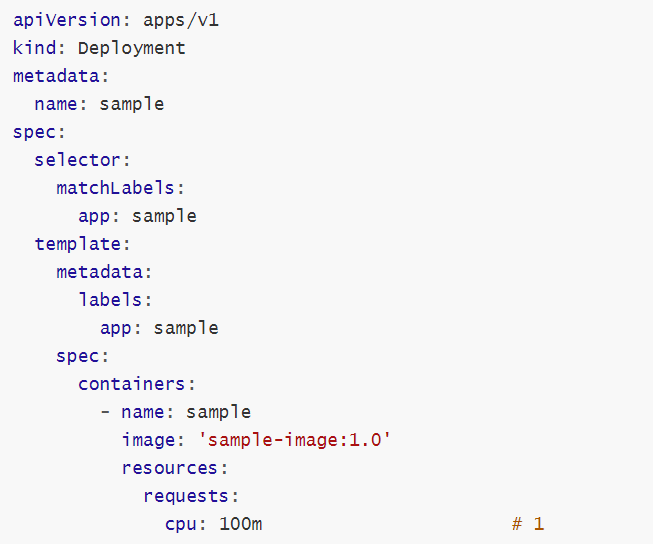 apiVersion: apps/v1
kind: Deployment
metadata:
  name: sample
spec:
  selector:
    matchLabels:
      app: sample
  template:
    metadata:
      labels:
        app: sample
    spec:
      containers:
        - name: sample
          image: 'sample-image:1.0'
          resources:
            requests:
              cpu: 100m                       # 1